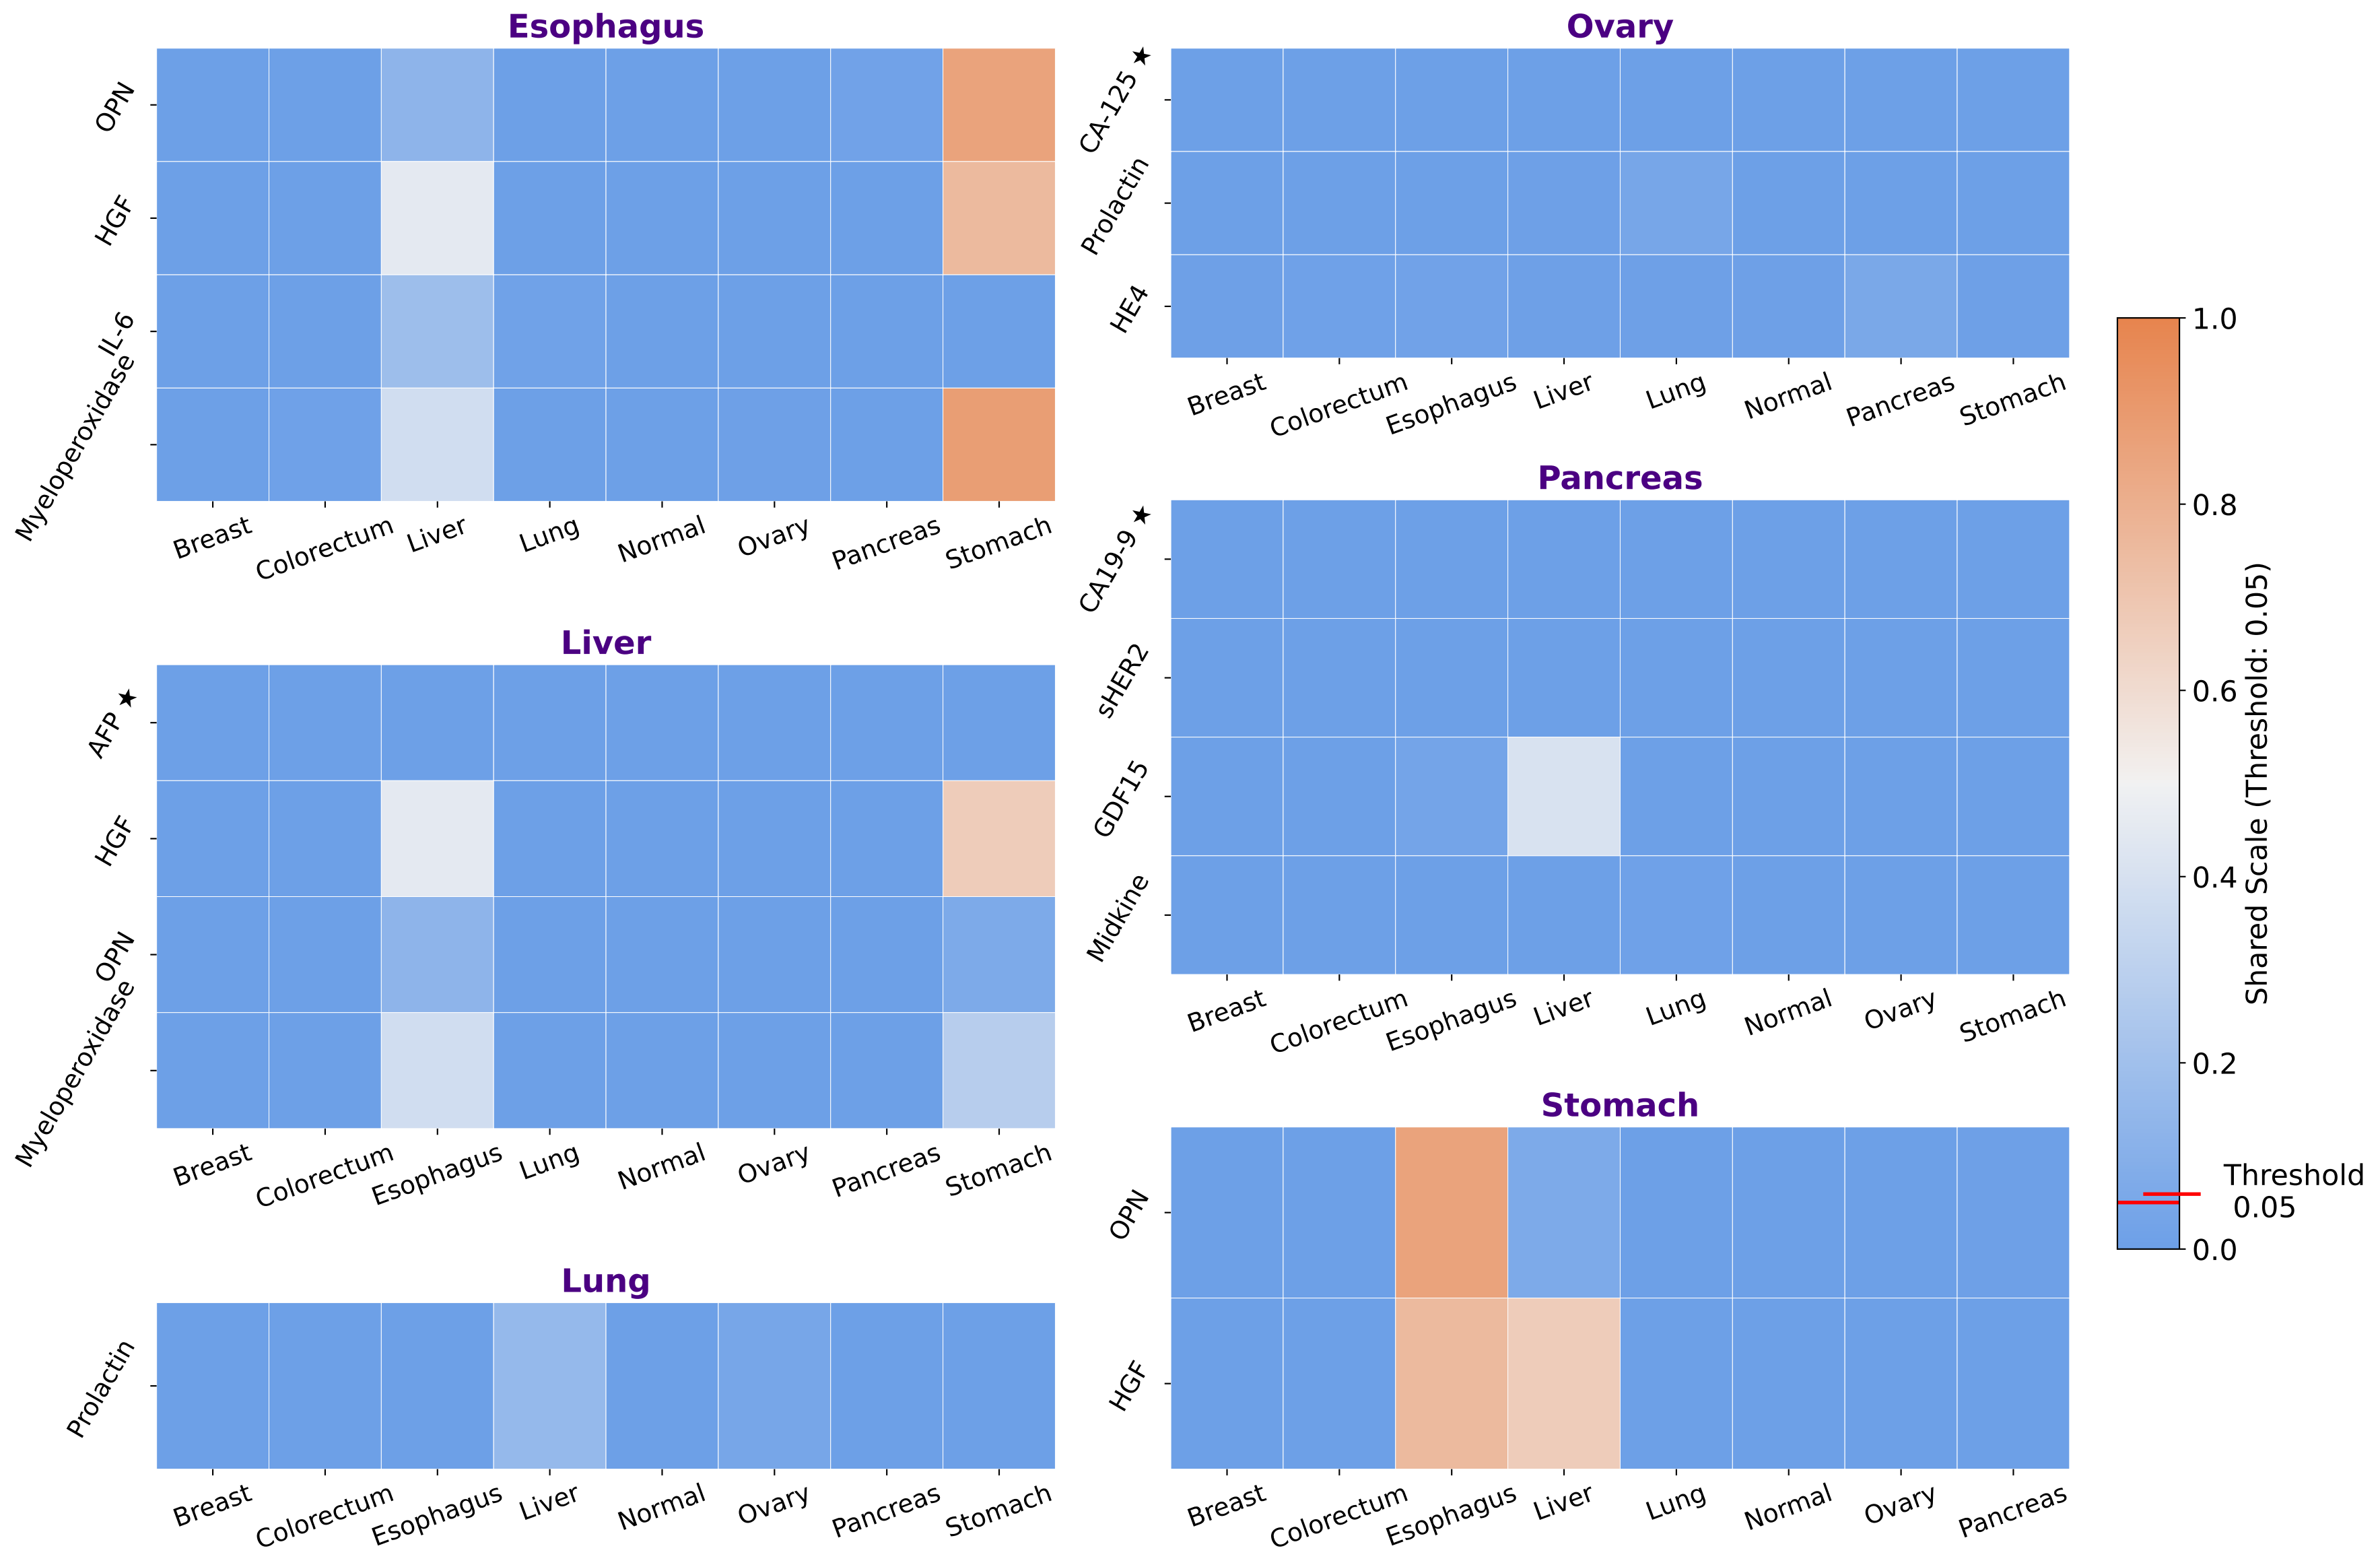 Esophagus
OPN
HGF
IL-6
Myeloperoxidase
Breast Colorectum Liver Lung Normal Ovary Pancreas Stomach
Liver
AFP ★
HGF
OPN
Myeloperoxidase
Breast Colorectum Esophagus Lung Normal Ovary Pancreas Stomach
Lung
Prolactin
Breast Colorectum Esophagus Liver Normal Ovary Pancreas Stomach
Ovary
CA-125 ★
Prolactin
HE4
Breast Colorectum Esophagus Liver Lung Normal Pancreas Stomach
Pancreas
CA19-9 ★
sHER2
GDF15
Midkine
Breast Colorectum Esophagus Liver Lung Normal Ovary Stomach
Stomach
OPN
HGF
Breast Colorectum Esophagus Liver Lung Normal Ovary Pancreas
1.0
0.8
0.6
0.4
0.2
0.0
Threshold
0.05
Shared Scale (Threshold: 0.05)